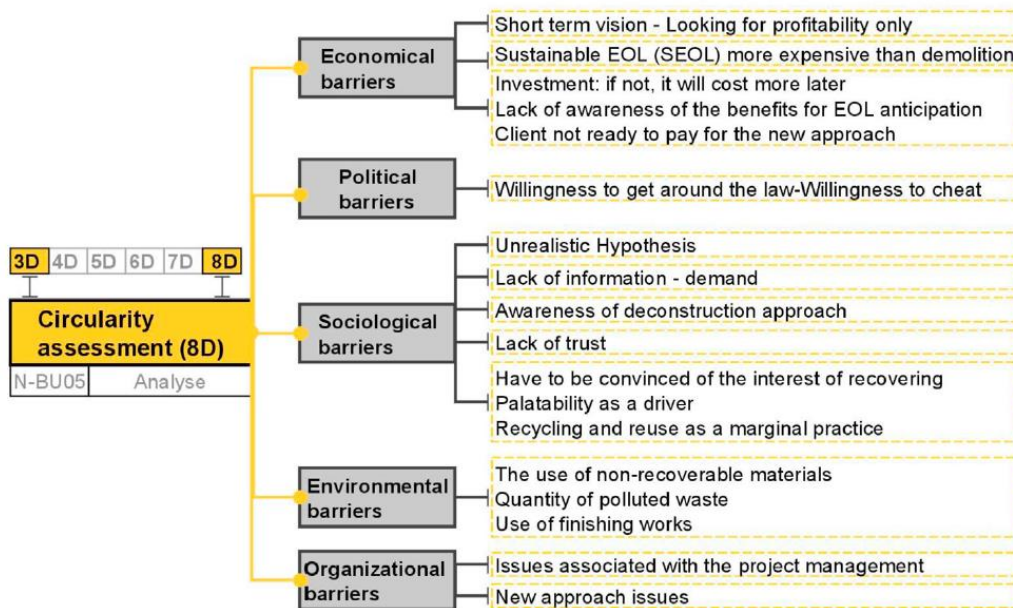 3D 4D 5D 6D 7D 8D
Circularity
assessment (8D)
N-BU05 Analyse
Economical
barriers
Short term vision - Looking for profitability only
Sustainable EOL (SEOL) more expensive than demolition
Investment: if not, it will cost more later
Lack of awareness of the benefits for EOL anticipation
Client not ready to pay for the new approach
Political
barriers
Willingness to get around the law-Willingness to cheat
Sociological
barriers
Unrealistic Hypothesis
Lack of information - demand
Awareness of deconstruction approach
Lack of trust
Have to be convinced of the interest of recovering
Palatability as a driver
Recycling and reuse as a marginal practice
Environmental
barriers
The use of non-recoverable materials
Quantity of polluted waste
Use of finishing works
Organizational
barriers
Issues associated with the project management
New approach issues